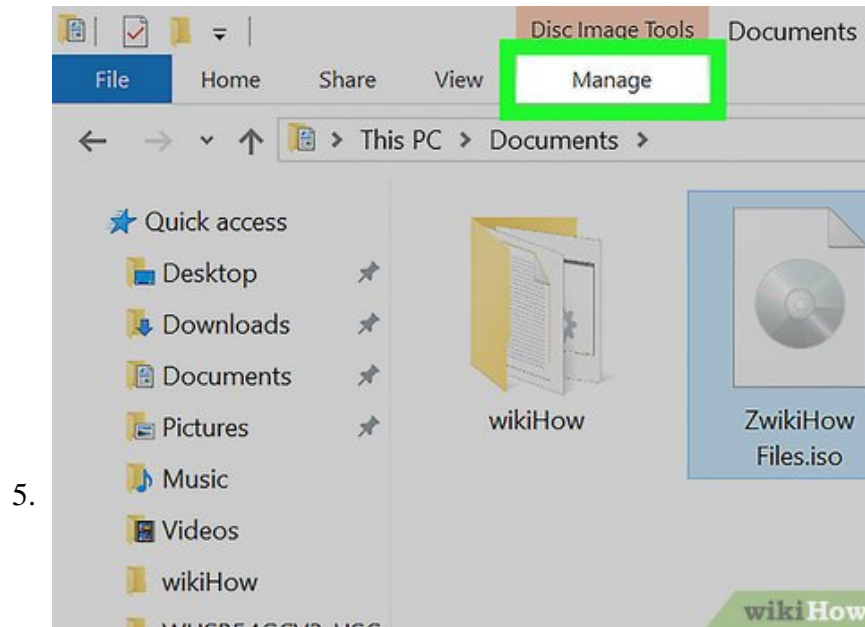 Disc Image Tools Documents
File Home Share View Manage
This PC > Documents >
Quick access
Desktop
Downloads
Documents
Pictures
Music
Videos
wikiHow
wikiHow
ZwikiHow
Files.iso
5.
wikiHow